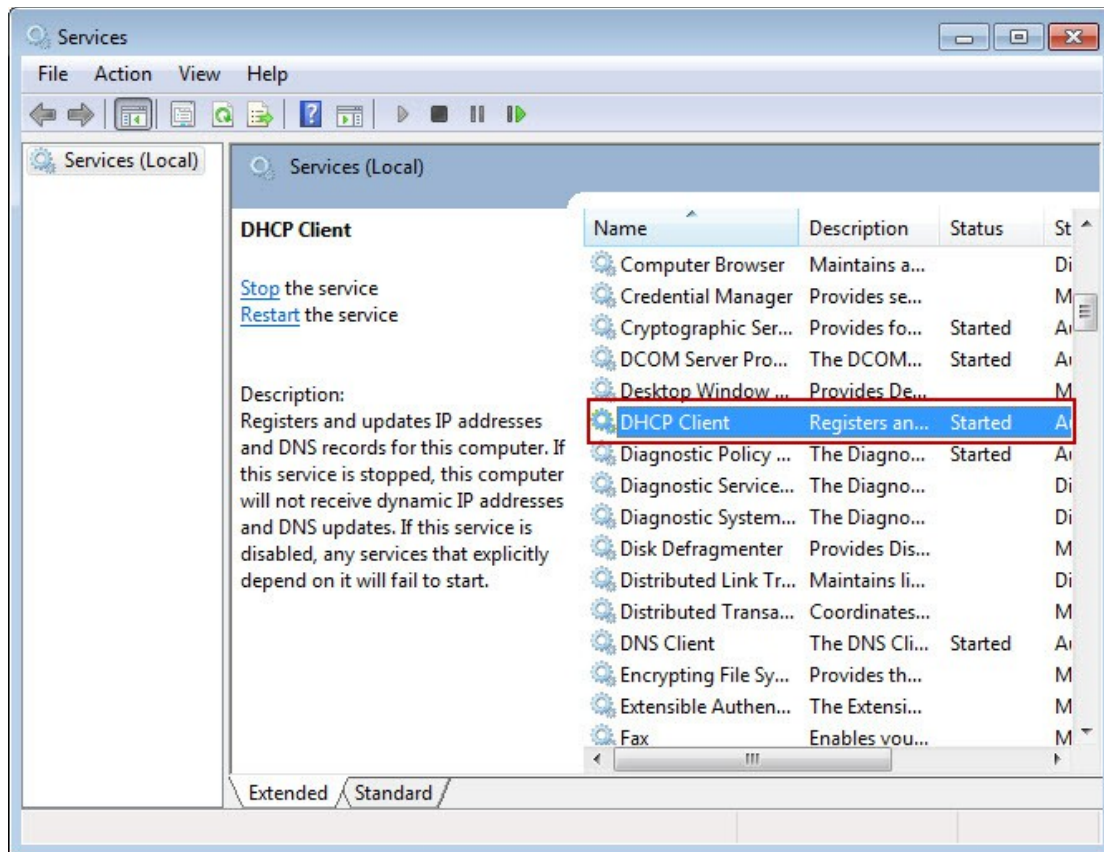 Services
File Action View Help
Services (Local)
Services (Local)
DHCP Client
Stop the service
Restart the service
Description:
Registers and updates IP addresses
and DNS records for this computer. If
this service is stopped, this computer
will not receive dynamic IP addresses
and DNS updates. If this service is
disabled, any services that explicitly
depend on it will fail to start.
Name Description Status St
Computer Browser Maintains a... Di
Credential Manager Provides se... M
Cryptographic Ser... Provides fo... Started Au
DCOM Server Pro... The DCOM... Started Au
Desktop Window ... Provides De... M
DHCP Client Registers an... Started Au
Diagnostic Policy ... The Diagno... Started Au
Diagnostic Service... The Diagno... Di
Diagnostic System... The Diagno... Di
Disk Defragmenter Provides Dis... M
Distributed Link Tr... Maintains li... Di
Distributed Transa... Coordinates... M
DNS Client The DNS Cli... Started Au
Encrypting File Sy... Provides th... M
Extensible Authen... The Extensi... M
Fax Enables you... M
Extended Standard